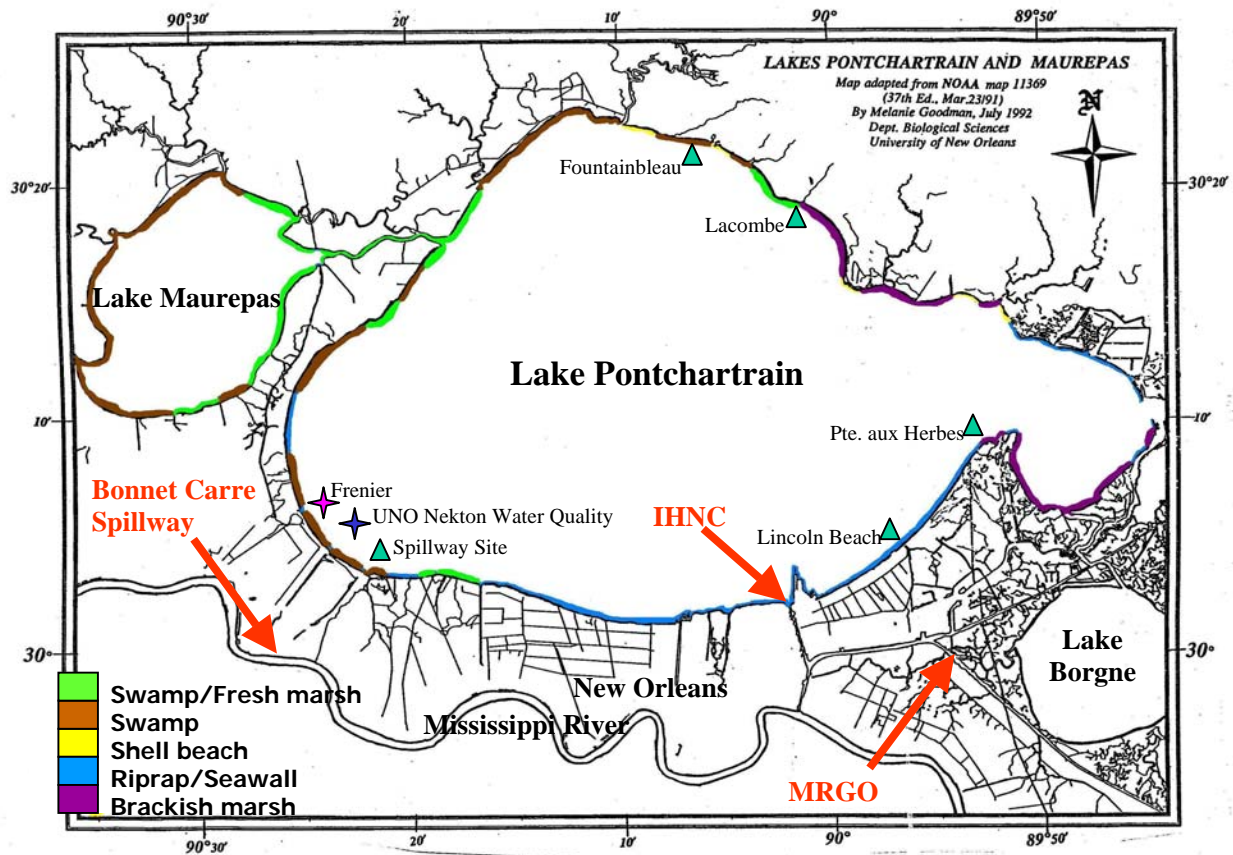 90°30'
20'
10'
90°
89°50'
LAKES PONTCHARTRAIN AND MAUREPAS
Map adapted from NOAA map 11369
(37th Ed., Mar.23/91)
By Melanie Goodman, July 1992
Dept. Biological Sciences
University of New Orleans
N
Fountainbleau
30°20'
30°20'
Lacombe
Lake Maurepas
Lake Pontchartrain
10'
10'
Pte. aux Herbes
Bonnet Carre
Spillway
Frenier
UNO Nekton Water Quality
Spillway Site
IHNC
Lincoln Beach
30°
30°
Lake
Borgne
New Orleans
Mississippi River
MRGO
Swamp/Fresh marsh
Swamp
Shell beach
Riprap/Seawall
Brackish marsh
90°30'
20'
10'
90°
89°50'